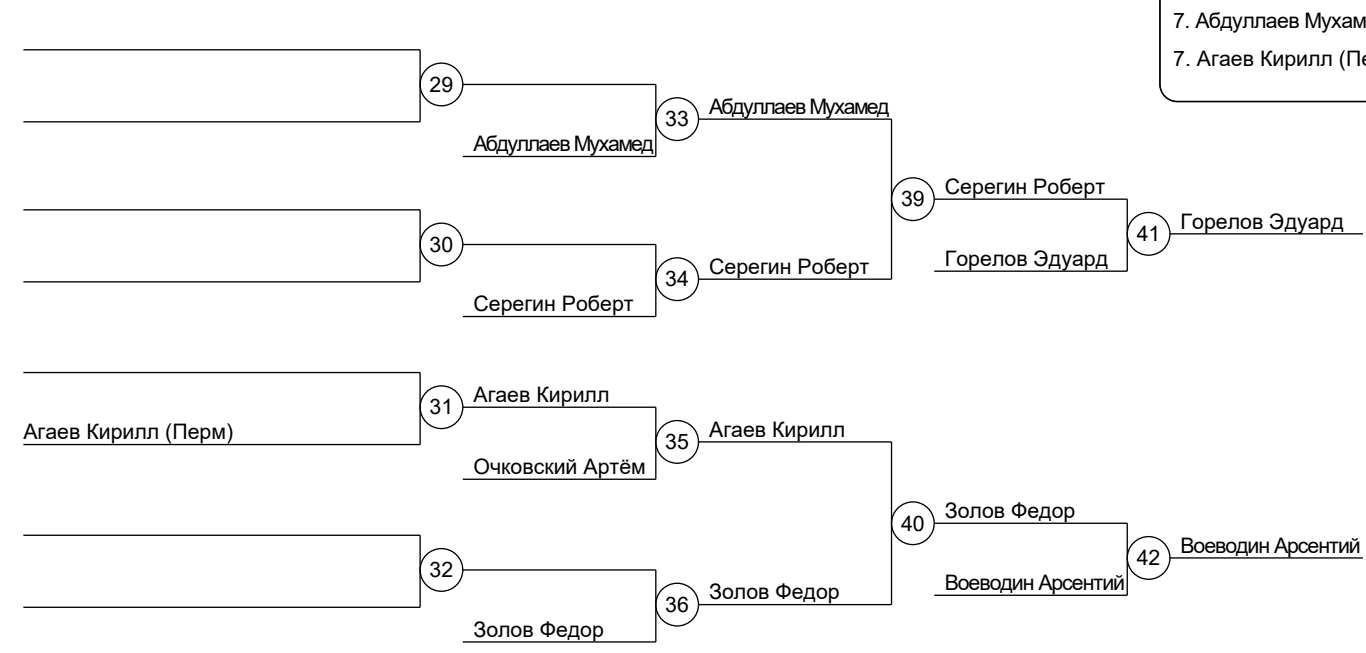 7. Абдуллаев Мухам
7. Агаев Кирилл (Пе
29
33
Абдуллаев Мухамед
Абдуллаев Мухамед
39
Серегин Роберт
41
Горелов Эдуард
30
34
Серегин Роберт
Горелов Эдуард
Серегин Роберт
31
Агаев Кирилл
Агаев Кирилл (Перм)
35
Агаев Кирилл
Очковский Артём
40
Золов Федор
42
Воеводин Арсентий
32
36
Золов Федор
Воеводин Арсентий
Золов Федор